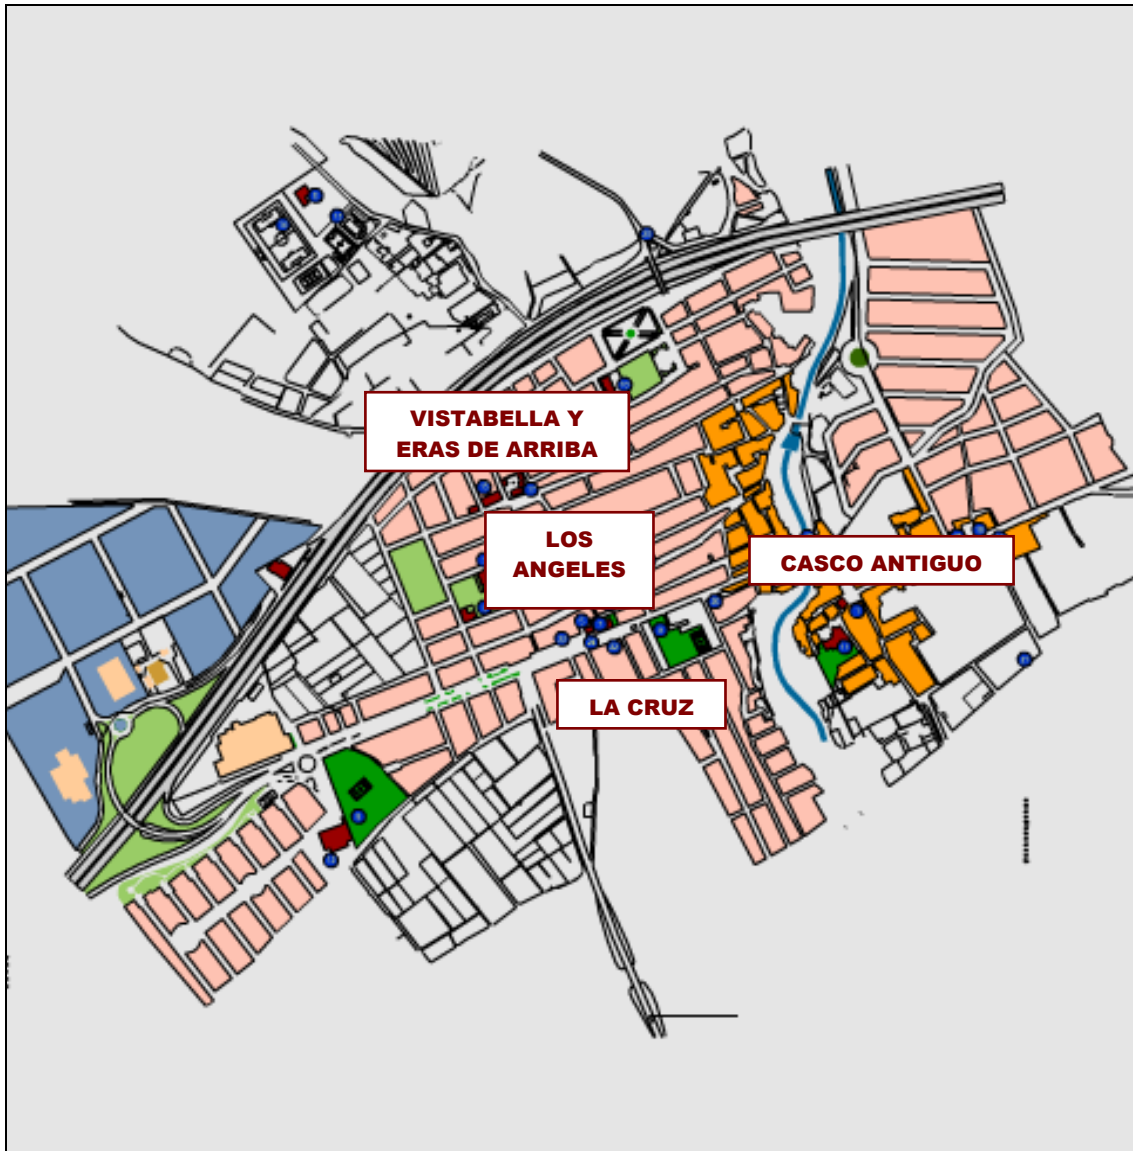 VISTABELLA Y
ERAS DE ARRIBA
LOS
ANGELES
CASCO ANTIGUO
LA CRUZ